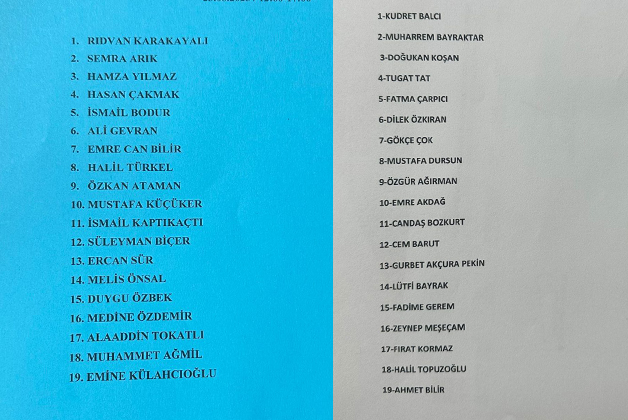 1. RIDVAN KARAKAYALI
2. SEMRA ARIK
3. HAMZA YILMAZ
4. HASAN ÇAKMAK
5. İSMAİL BODUR
6. ALİ GEVRAN
7. EMRE CAN BİLİR
8. HALİL TÜRKEL
9. ÖZKAN ATAMAN
10. MUSTAFA KÜÇÜKER
11. İSMAİL KAPTIKAÇTI
12. SÜLEYMAN BİÇER
13. ERCAN SÜR
14. MELİS ÖNSAL
15. DUYGU ÖZBEK
16. MEDİNE ÖZDEMİR
17. ALAADDİN TOKATLI
18. MUHAMMET AĞMİL
19. EMİNE KÜLAHCIOĞLU
1-KUDRET BALCI
2-MUHARREM BAYRAKTAR
3-DOĞUKAN KOŞAN
4-TUGAT TAT
5-FATMA ÇARPICI
6-DİLEK ÖZKIRAN
7-GÖKÇE ÇOK
8-MUSTAFA DURSUN
9-ÖZGÜR AĞIRMAN
10-EMRE AKDAĞ
11-CANDAŞ BOZKURT
12-CEM BARUT
13-GURBET AKÇURA PEKİN
14-LÜTFİ BAYRAK
15-FADİME GEREM
16-ZEYNEP MEŞEÇAM
17-FIRAT KORMAZ
18-HALİL TOPUZOĞLU
19-AHMET BİLİR